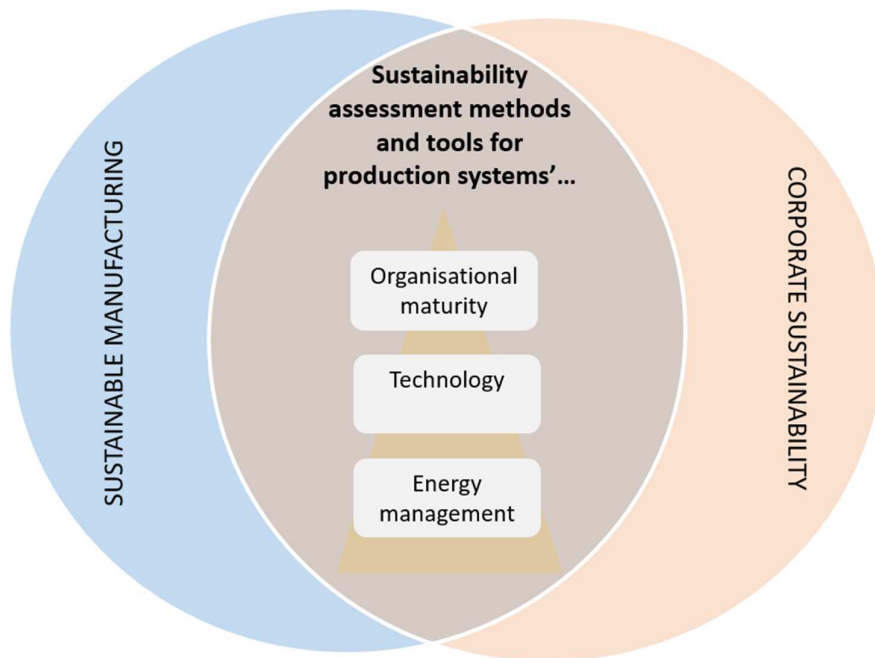 Sustainability
assessment methods
and tools for
production systems’…
SUSTAINABLE MANUFACTURING
CORPORATE SUSTAINABILITY
Organisational
maturity
Technology
Energy
management